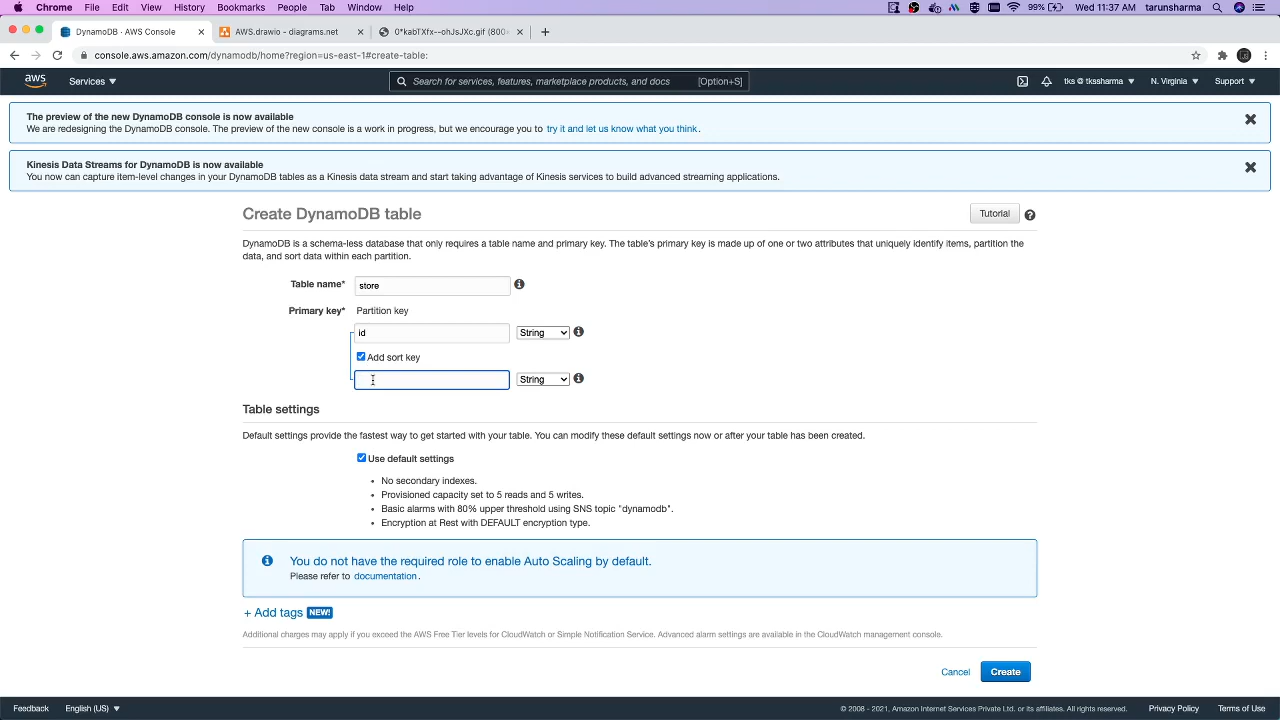 Chrome File Edit View History Bookmarks People Tab Window Help 99% Wed 11:37 AM tarunsharma
DynamoDB · AWS Console AWS.drawio - diagrams.net 0*kabTXfx--ohJsJXc.gif (800×
console.aws.amazon.com/dynamodb/home?region=us-east-1#create-table:
aws Services Search for services, features, marketplace products, and docs [Option+S] tks @ tkssharma N. Virginia Support
The preview of the new DynamoDB console is now available
We are redesigning the DynamoDB console. The preview of the new console is a work in progress, but we encourage you to try it and let us know what you think.
Kinesis Data Streams for DynamoDB is now available
You now can capture item-level changes in your DynamoDB tables as a Kinesis data stream and start taking advantage of Kinesis services to build advanced streaming applications.
Create DynamoDB table Tutorial
DynamoDB is a schema-less database that only requires a table name and primary key. The table's primary key is made up of one or two attributes that uniquely identify items, partition the
data, and sort data within each partition.
Table name* store
Primary key* Partition key
id String
Add sort key
String
Table settings
Default settings provide the fastest way to get started with your table. You can modify these default settings now or after your table has been created.
Use default settings
• No secondary indexes.
• Provisioned capacity set to 5 reads and 5 writes.
• Basic alarms with 80% upper threshold using SNS topic "dynamodb".
• Encryption at Rest with DEFAULT encryption type.
You do not have the required role to enable Auto Scaling by default.
Please refer to documentation.
+ Add tags NEW!
Additional charges may apply if you exceed the AWS Free Tier levels for CloudWatch or Simple Notification Service. Advanced alarm settings are available in the CloudWatch management console.
Cancel Create
Feedback English (US) © 2008 - 2021, Amazon Internet Services Private Ltd. or its affiliates. All rights reserved. Privacy Policy Terms of Use